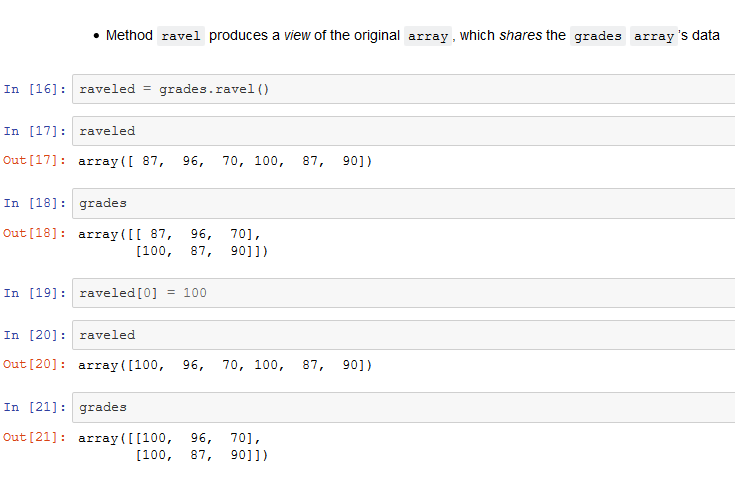 • Method ravel produces a view of the original array, which shares the grades array's data
In [16]: raveled = grades.ravel()
In [17]: raveled
Out[17]: array([ 87,  96,  70, 100,  87,  90])
In [18]: grades
Out[18]: array([[ 87,  96,  70],
[100,  87,  90]])
In [19]: raveled[0] = 100
In [20]: raveled
Out[20]: array([100,  96,  70, 100,  87,  90])
In [21]: grades
Out[21]: array([[100,  96,  70],
[100,  87,  90]])